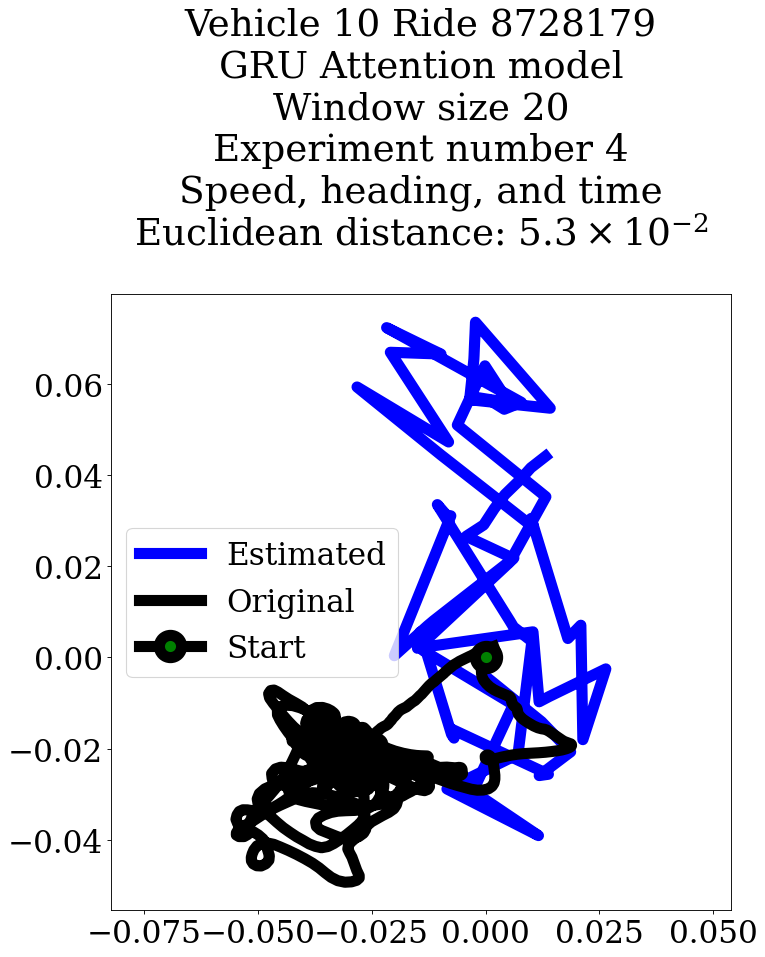 Vehicle 10 Ride 8728179
GRU Attention model
Window size 20
Experiment number 4
Speed, heading, and time
Euclidean distance: 5.3 × 10⁻²
0.06
0.04
0.02
0.00
−0.02
−0.04
Estimated
Original
Start
−0.075 −0.050 −0.025 0.000 0.025 0.050